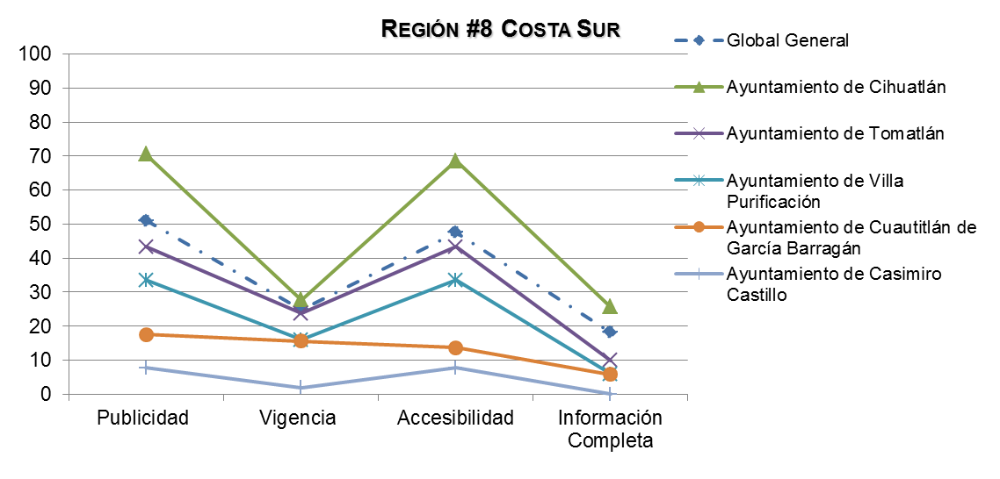 REGIÓN #8 COSTA SUR
100
90
80
70
60
50
40
30
20
10
0
Publicidad
Vigencia
Accesibilidad
Información
Completa
Global General
Ayuntamiento de Cihuatlán
Ayuntamiento de Tomatlán
Ayuntamiento de Villa
Purificación
Ayuntamiento de Cuautitlán de
García Barragán
Ayuntamiento de Casimiro
Castillo